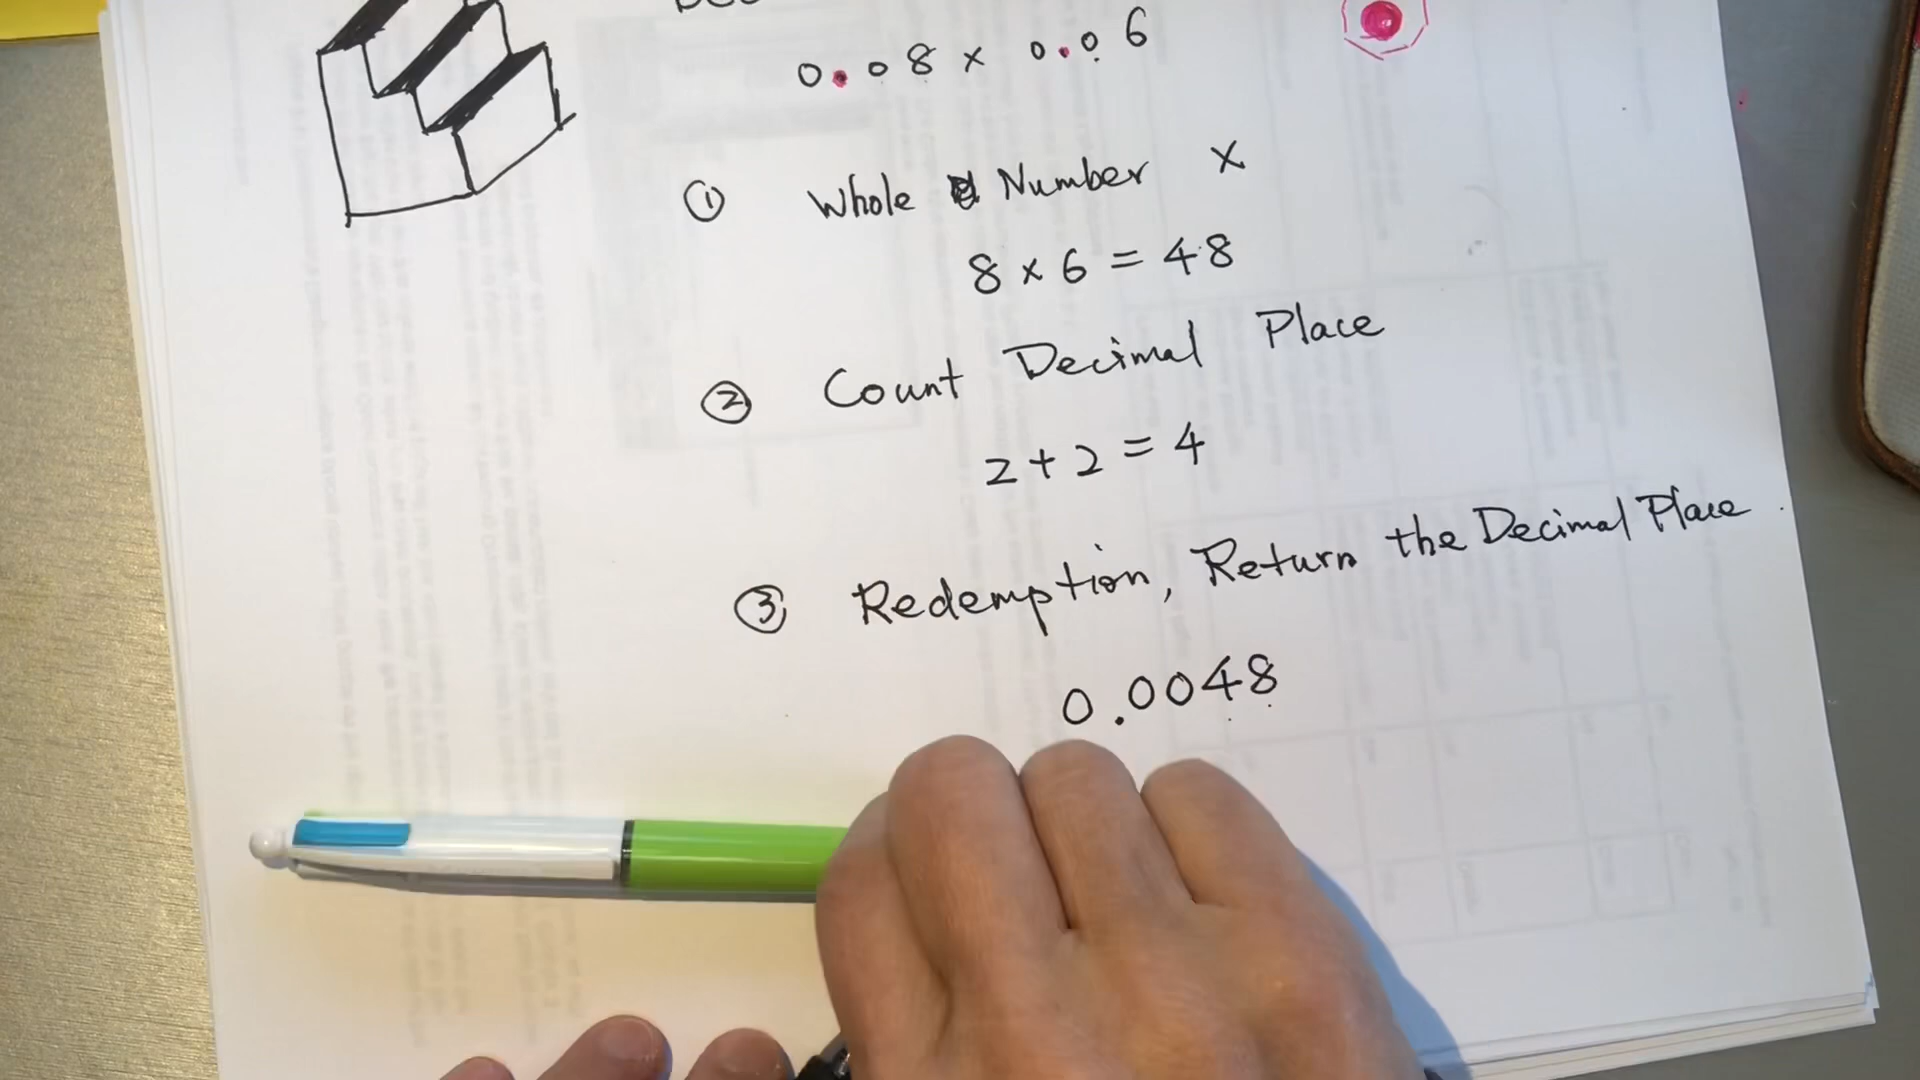 0.08 × 0.06
① Whole Number ×
8 × 6 = 48
② Count Decimal Place
2 + 2 = 4
③ Redemption, Return the Decimal Place
0.0048